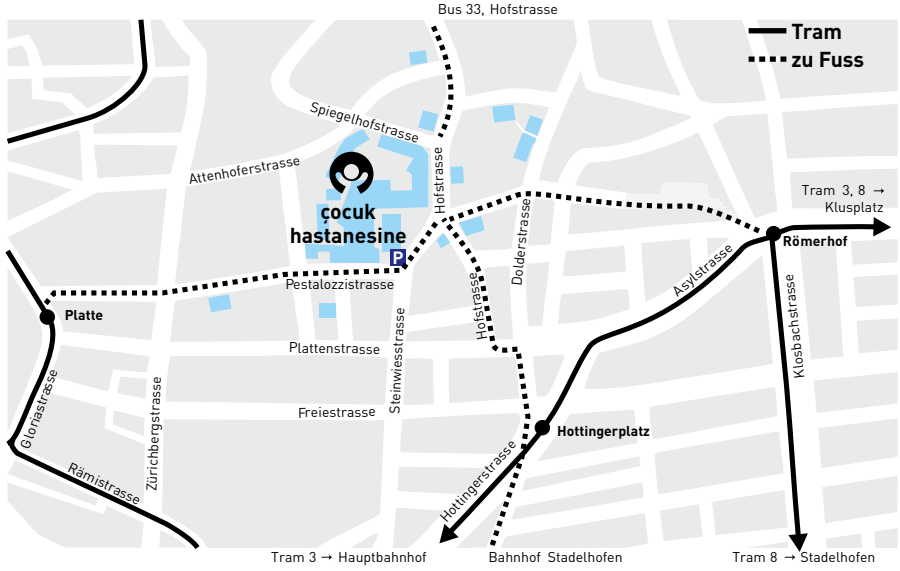 Bus 33, Hofstrasse
Tram
zu Fuss
Spiegelhofstrasse
Attenhoferstrasse
Hofstrasse
Tram 3, 8 →
Klusplatz
çocuk
hastanesine
P
Dolderstrasse
Römerhof
Asylstrasse
Pestalozzistrasse
Hofstrasse
Klosbachstrasse
Platte
Plattenstrasse
Steinwiesstrasse
Gloriastrasse
Zürichbergstrasse
Freiestrasse
Hottingerplatz
Hottingerstrasse
Rämistrasse
Tram 3 → Hauptbahnhof
Bahnhof Stadelhofen
Tram 8 → Stadelhofen